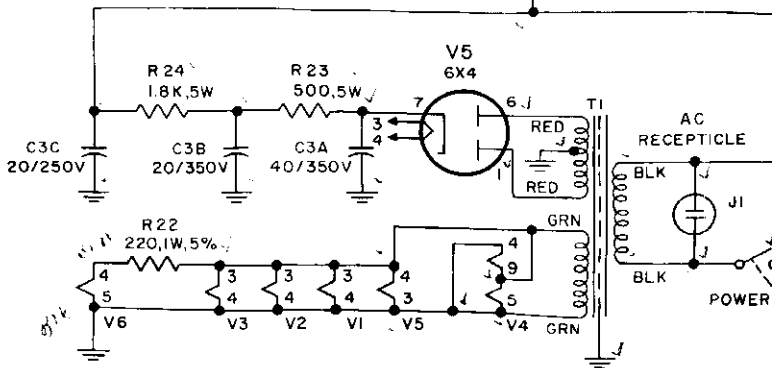 V5
6X4
R24
1.8K,5W
R23
500,5W
7
3
4
6
1
RED
RED
T1
AC
RECEPTICLE
BLK
BLK
J1
POWER
C3C
20/250V
C3B
20/350V
C3A
40/350V
R22
220,1W,5%
GRN
GRN
4
5
V6
3
4
V3
3
4
V2
3
4
V1
4
3
V5
4
9
5
V4